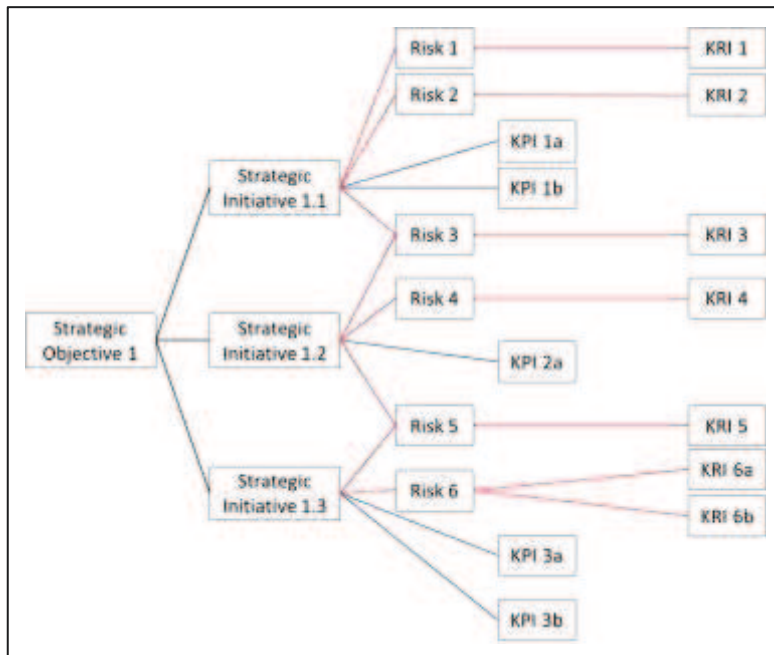 Risk 1
KRI 1
Risk 2
KRI 2
KPI 1a
Strategic
Initiative 1.1
KPI 1b
Risk 3
KRI 3
Risk 4
KRI 4
Strategic
Objective 1
Strategic
Initiative 1.2
KPI 2a
Risk 5
KRI 5
KRI 6a
Strategic
Initiative 1.3
Risk 6
KRI 6b
KPI 3a
KPI 3b